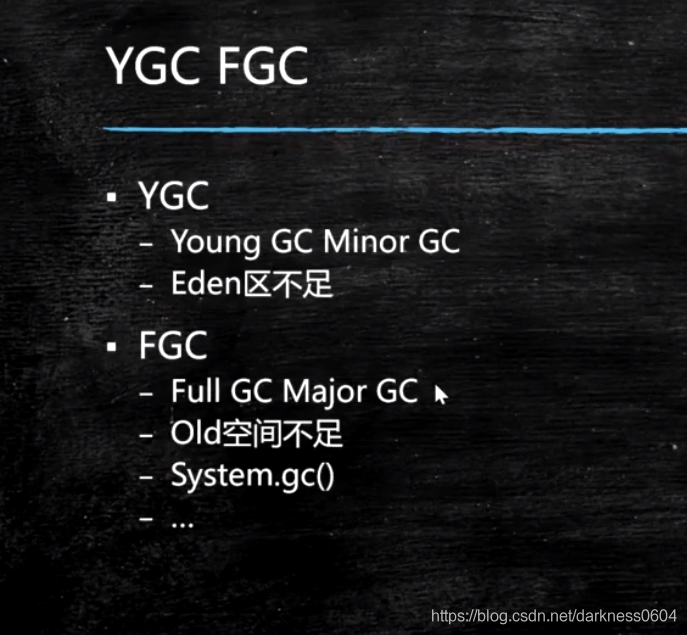 YGC FGC
▪ YGC
– Young GC Minor GC
– Eden区不足
▪ FGC
– Full GC Major GC
– Old空间不足
– System.gc()
– ...
https://blog.csdn.net/darkness0604